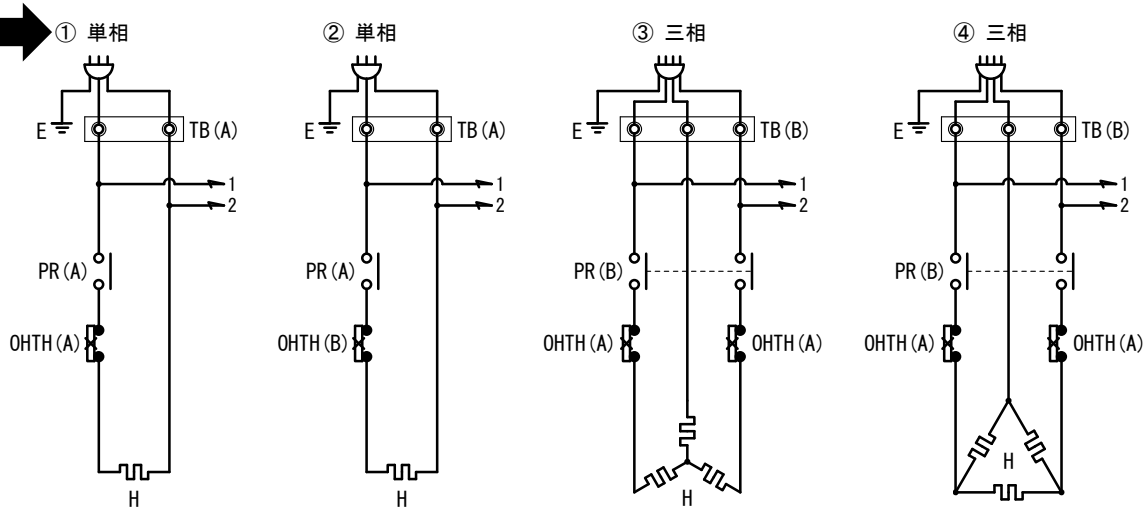 ① 単相
② 単相
③ 三相
④ 三相
E
TB(A)
E
TB(A)
E
TB(B)
E
TB(B)
1
1
1
1
2
2
2
2
PR(A)
PR(A)
PR(B)
PR(B)
OHTH(A)
OHTH(B)
OHTH(A)
OHTH(A)
OHTH(A)
OHTH(A)
H
H
H
H